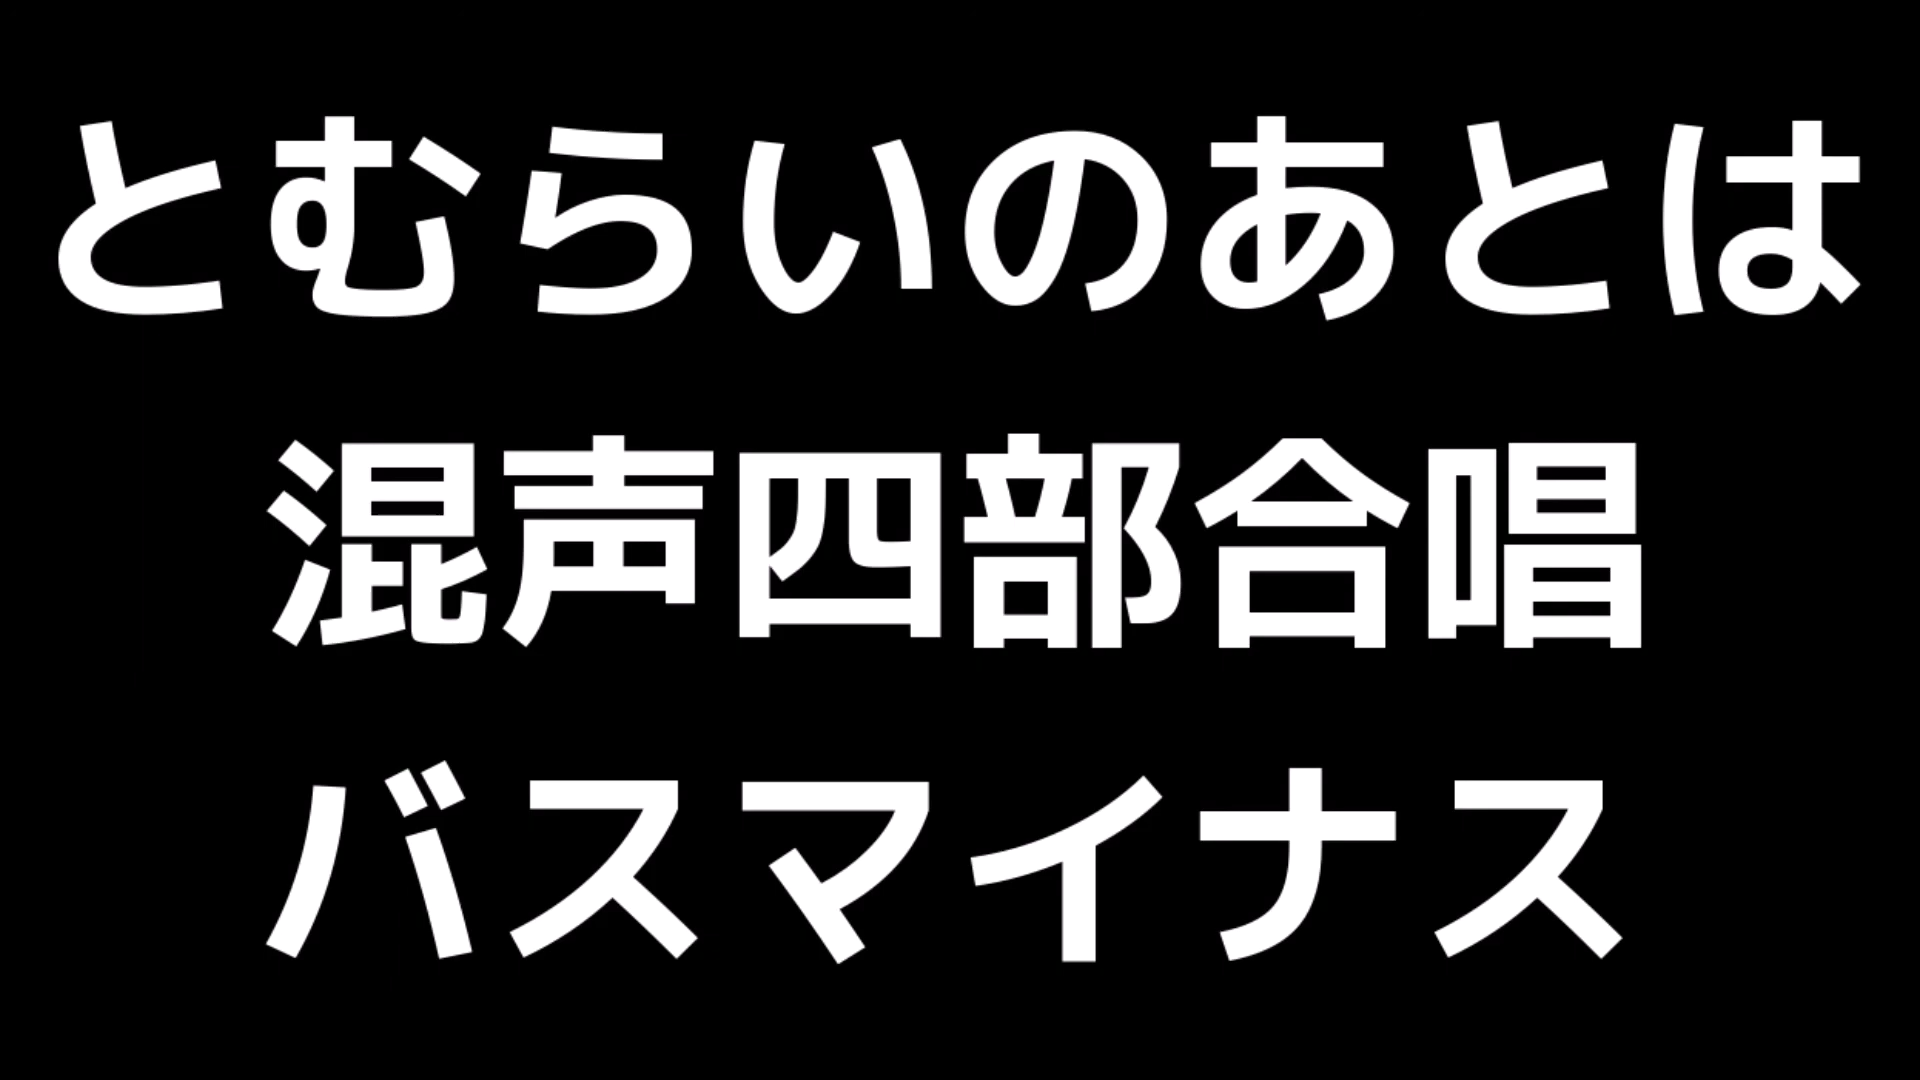 とむらいのあとは
混声四部合唱
バスマイナス